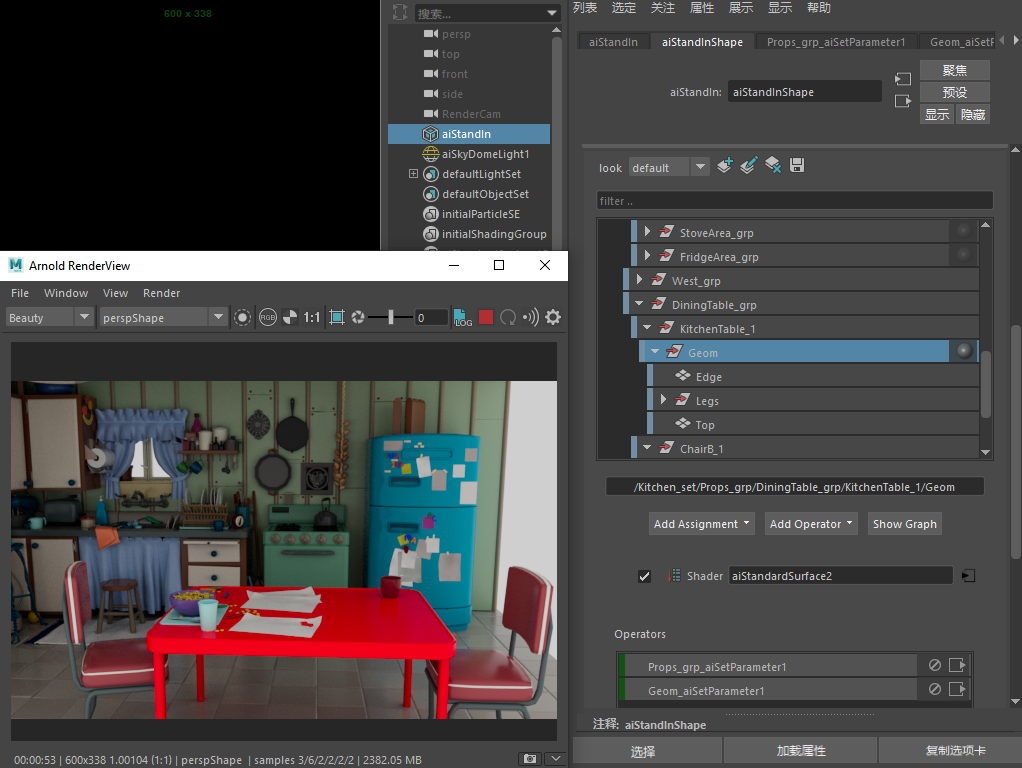 600 x 338
搜索...
persp
top
front
side
RenderCam
aiStandIn
aiSkyDomeLight1
defaultLightSet
defaultObjectSet
initialParticleSE
initialShadingGroup
列表 选定 关注 属性 展示 显示 帮助
aiStandIn aiStandInShape Props_grp_aiSetParameter1 Geom_aiSetF
aiStandIn: aiStandInShape
聚焦
预设
显示 隐藏
look default
filter ..
StoveArea_grp
FridgeArea_grp
West_grp
DiningTable_grp
KitchenTable_1
Geom
Edge
Legs
Top
ChairB_1
/Kitchen_set/Props_grp/DiningTable_grp/KitchenTable_1/Geom
Add Assignment Add Operator Show Graph
Shader aiStandardSurface2
Operators
Props_grp_aiSetParameter1
Geom_aiSetParameter1
注释: aiStandInShape
选择 加载属性 复制选项卡
M Arnold RenderView
File Window View Render
Beauty perspShape RGB 1:1 0 LOG
00:00:53 | 600x338 1.00104 (1:1) | perspShape | samples 3/6/2/2/2/2 | 2382.05 MB